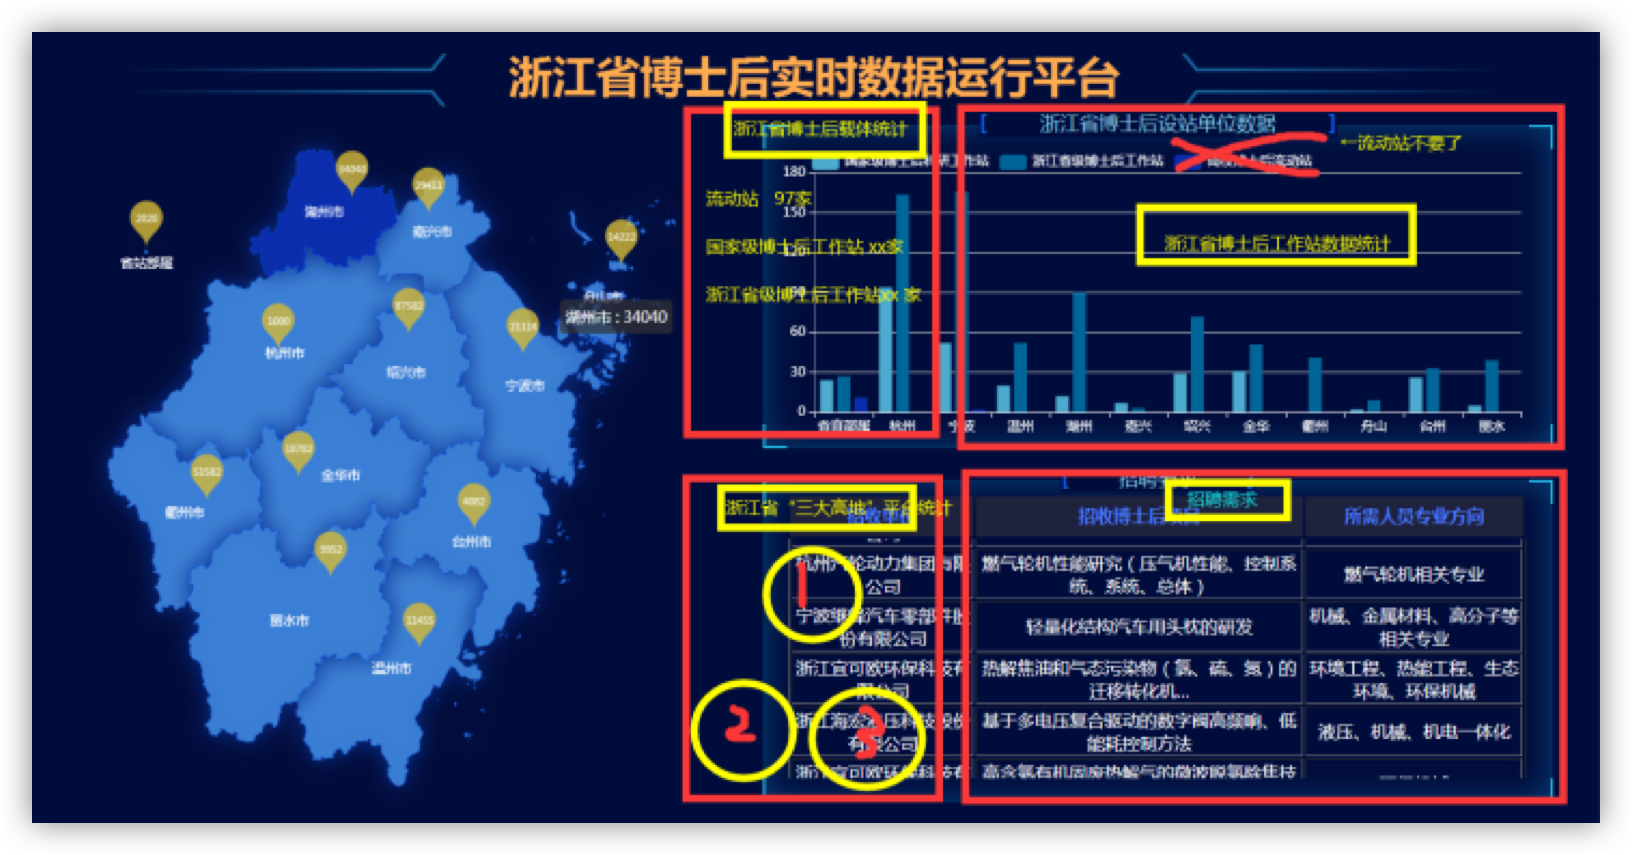 浙江省博士后实时数据运行平台
浙江省博士后载体统计
流动站 97家
国家级博士后工作站 xx家
浙江省级博士后工作站xx 家
浙江省博士后设站单位数据
←流动站不要了
国家级博士后科研工作站
浙江省级博士后工作站
浙江省博士后工作站数据统计
180
150
120
90
60
30
0
省直部属 杭州 宁波 温州 湖州 嘉兴 绍兴 金华 衢州 舟山 台州 丽水
34040
湖州市
29411
嘉兴市
2020
省站部属
14222
舟山市
湖州市 : 34040
1000
杭州市
87582
绍兴市
21114
宁波市
18782
金华市
51582
衢州市
4082
台州市
9952
丽水市
11455
温州市
浙江省“三大高地”平台统计
1
2
3
招聘需求
招收单位 招收博士后项目 所需人员专业方向
杭州汽轮动力集团有限公司
燃气轮机性能研究（压气机性能、控制系
统、系统、总体）
燃气轮机相关专业
宁波继峰汽车零部件股
份有限公司
轻量化结构汽车用头枕的研发
机械、金属材料、高分子等
相关专业
浙江宜可欧环保科技有
限公司
热解焦油和气态污染物（氯、硫、氮）的
迁移转化机...
环境工程、热能工程、生态
环境、环保机械
浙江海宏液压科技股份
有限公司
基于多电压复合驱动的数字阀高频响、低
能耗控制方法
液压、机械、机电一体化
浙江宜可欧环保科技有
高含氯有机固废热解气的微波脱氯除焦技